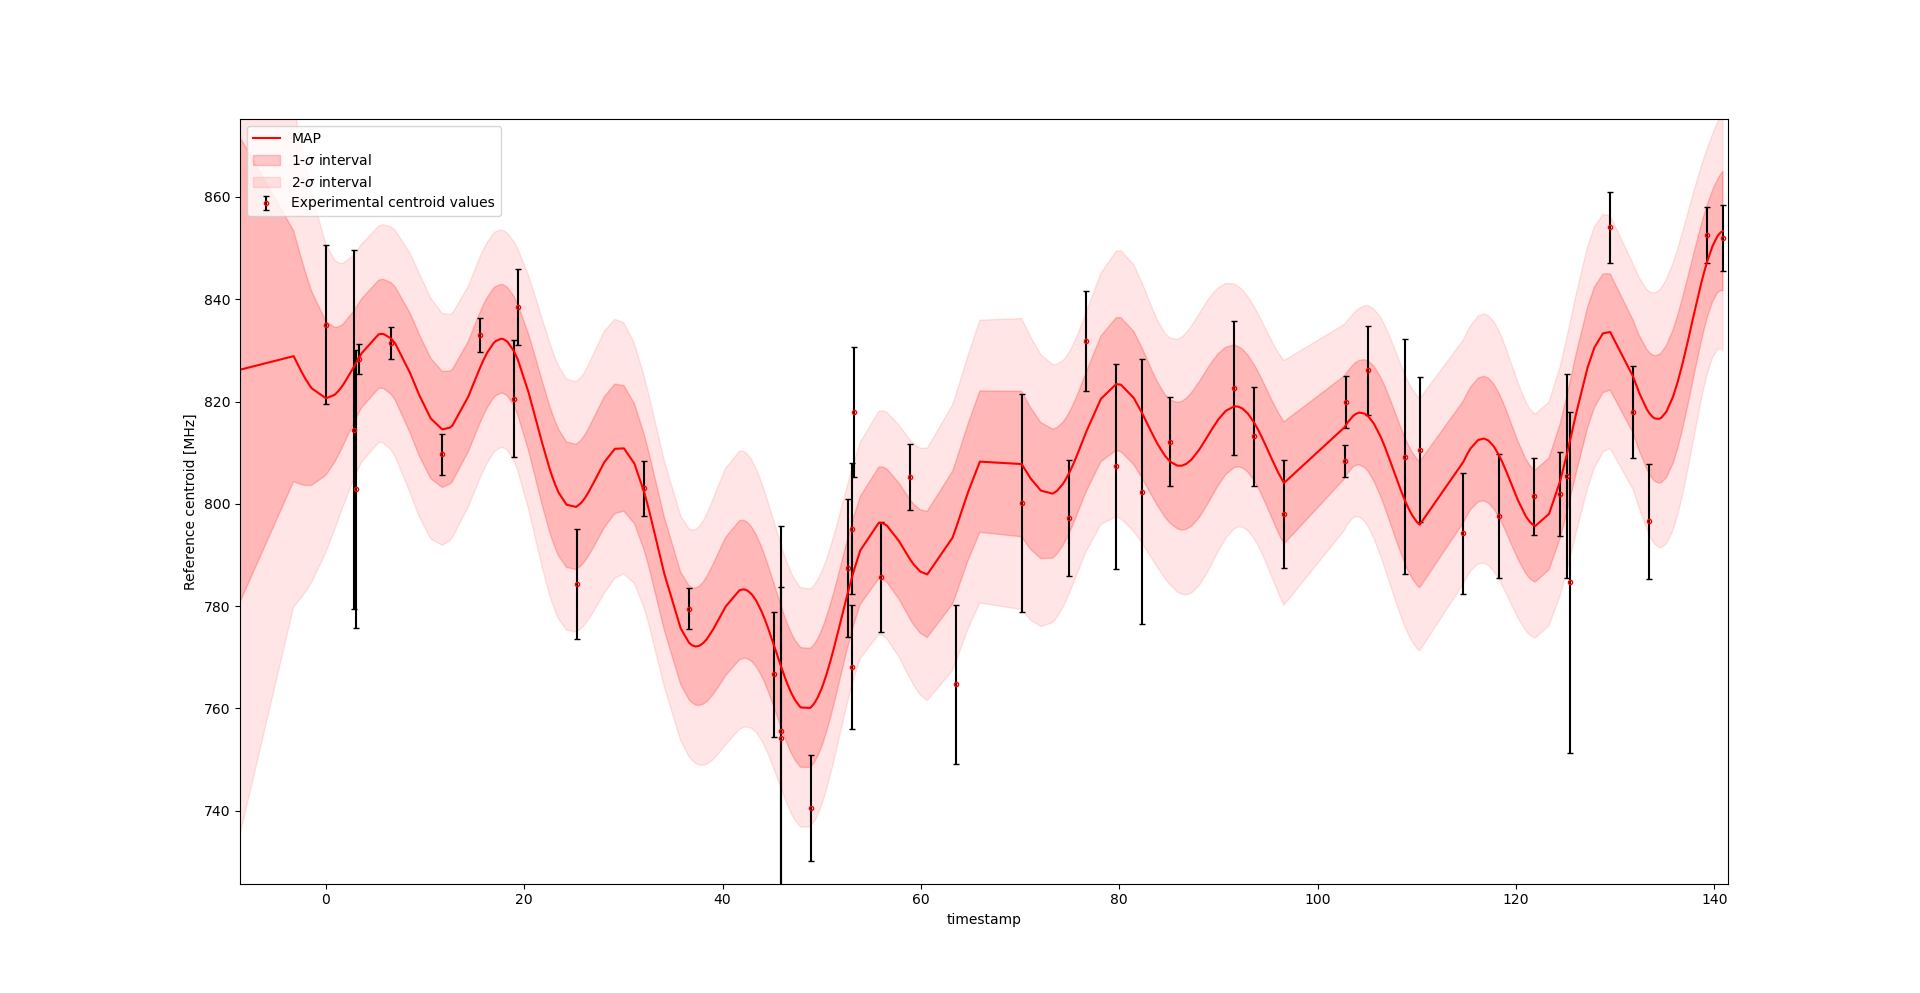 MAP
1-σ interval
2-σ interval
Experimental centroid values
Reference centroid [MHz]
860
840
820
800
780
760
740
0 20 40 60 80 100 120 140
timestamp